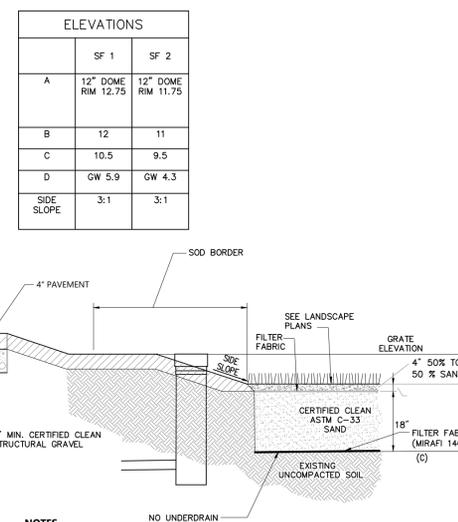 ELEVATIONS
SF 1 SF 2
A 12" DOME 12" DOME
RIM 12.75 RIM 11.75
B 12 11
C 10.5 9.5
D GW 5.9 GW 4.3
SIDE 3:1 3:1
SLOPE
SOD BORDER
4" PAVEMENT
SEE LANDSCAPE
PLANS
FILTER
FABRIC
GRATE
ELEVATION
SIDE
SLOPE
4" 50% TO
50 % SAN
CERTIFIED CLEAN
ASTM C-33
SAND
18"
" MIN. CERTIFIED CLEAN
TRUCTURAL GRAVEL
FILTER FAB
(MIRAFI 14
(C)
EXISTING
UNCOMPACTED SOIL
NO UNDERDRAIN
NOTES